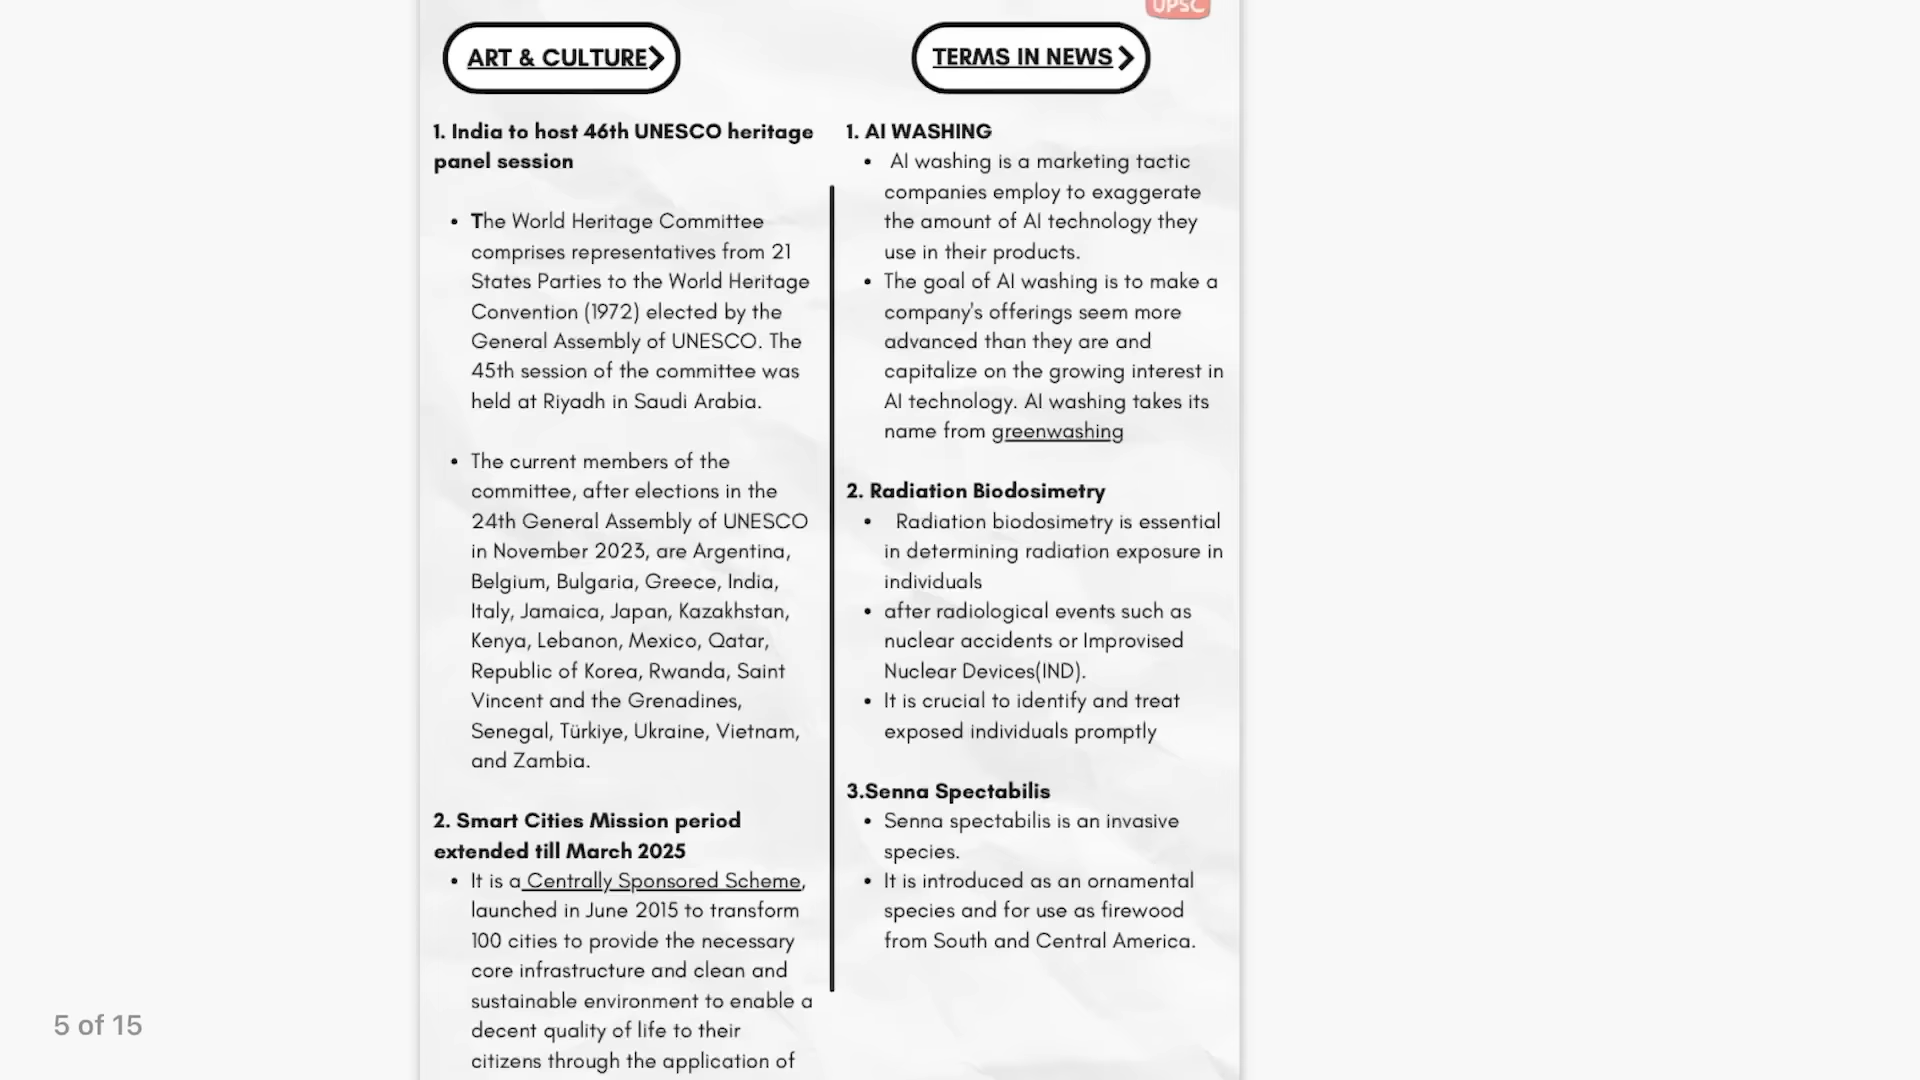 UPSC
ART & CULTURE
1. India to host 46th UNESCO heritage
panel session
• The World Heritage Committee
comprises representatives from 21
States Parties to the World Heritage
Convention (1972) elected by the
General Assembly of UNESCO. The
45th session of the committee was
held at Riyadh in Saudi Arabia.
• The current members of the
committee, after elections in the
24th General Assembly of UNESCO
in November 2023, are Argentina,
Belgium, Bulgaria, Greece, India,
Italy, Jamaica, Japan, Kazakhstan,
Kenya, Lebanon, Mexico, Qatar,
Republic of Korea, Rwanda, Saint
Vincent and the Grenadines,
Senegal, Türkiye, Ukraine, Vietnam,
and Zambia.
2. Smart Cities Mission period
extended till March 2025
• It is a Centrally Sponsored Scheme,
launched in June 2015 to transform
100 cities to provide the necessary
core infrastructure and clean and
sustainable environment to enable a
decent quality of life to their
citizens through the application of
TERMS IN NEWS
1. AI WASHING
• AI washing is a marketing tactic
companies employ to exaggerate
the amount of AI technology they
use in their products.
• The goal of AI washing is to make a
company's offerings seem more
advanced than they are and
capitalize on the growing interest in
AI technology. AI washing takes its
name from greenwashing
2. Radiation Biodosimetry
• Radiation biodosimetry is essential
in determining radiation exposure in
individuals
• after radiological events such as
nuclear accidents or Improvised
Nuclear Devices(IND).
• It is crucial to identify and treat
exposed individuals promptly
3.Senna Spectabilis
• Senna spectabilis is an invasive
species.
• It is introduced as an ornamental
species and for use as firewood
from South and Central America.
5 of 15